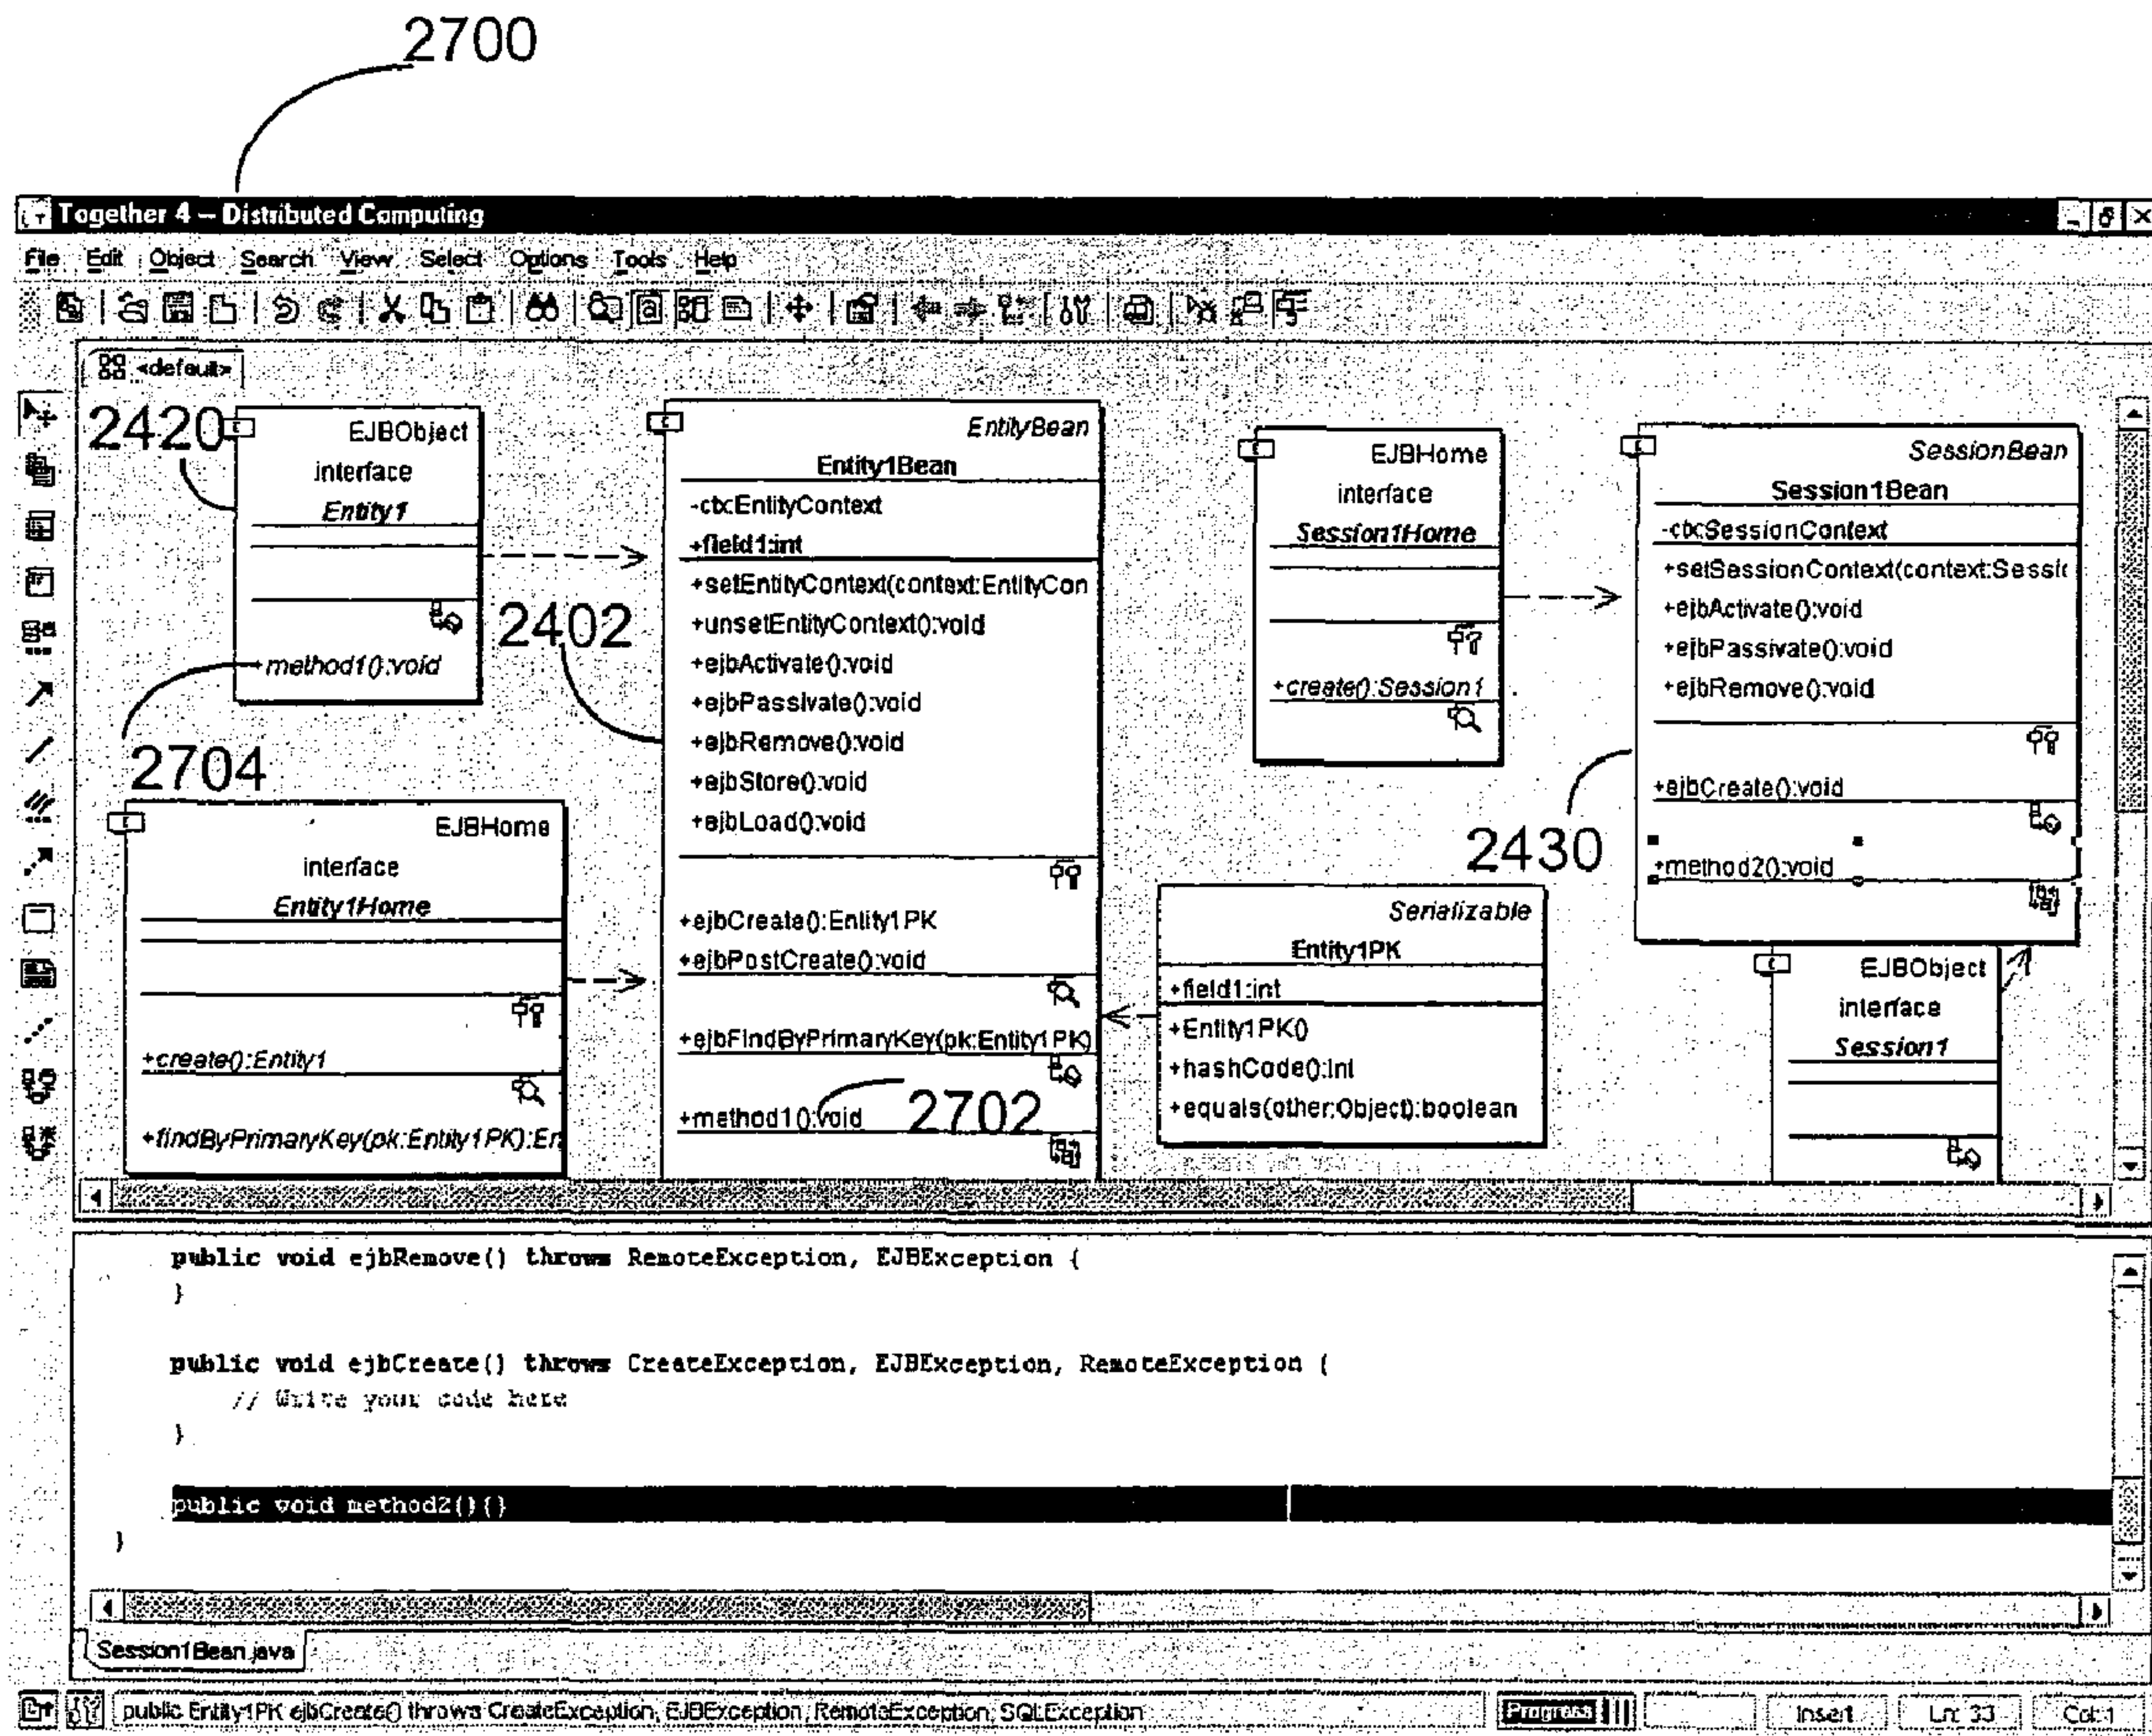 2700
Together 4 – Distributed Computing
File Edit Object Search View Select Options Tools Help
<default>
2420
EJBObject
interface
Entity1
+method1():void
2704
EJBHome
interface
Entity1Home
+create():Entity1
+findByPrimaryKey(pk:Entity1PK):En
EntityBean
Entity1Bean
-ctx:EntityContext
+field1:int
+setEntityContext(context:EntityCon
+unsetEntityContext():void
+ejbActivate():void
+ejbPassivate():void
+ejbRemove():void
+ejbStore():void
+ejbLoad():void
+ejbCreate():Entity1PK
+ejbPostCreate():void
+ejbFindByPrimaryKey(pk:Entity1PK)
+method1():void
2402
2702
EJBHome
interface
Session1Home
+create():Session1
Serializable
Entity1PK
+field1:int
+Entity1PK()
+hashCode():int
+equals(other:Object):boolean
SessionBean
Session1Bean
-ctx:SessionContext
+setSessionContext(context:Sessic
+ejbActivate():void
+ejbPassivate():void
+ejbRemove():void
+ejbCreate():void
+method2():void
2430
EJBObject
interface
Session1
public void ejbRemove() throws RemoteException, EJBException {
}
public void ejbCreate() throws CreateException, EJBException, RemoteException {
// Write your code here
}
public void method2(){}
}
Session1Bean.java
public Entity1PK ejbCreate() throws CreateException, EJBException, RemoteException, SQLException
Progress
Insert
Ln: 33
Col: 1